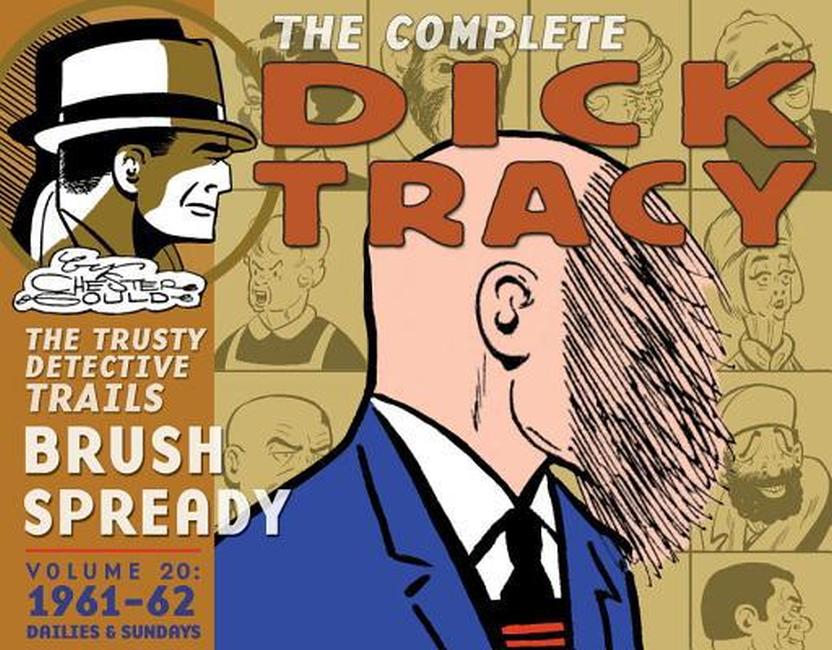 THE COMPLETE
DICK
TRACY
CHESTER
GOULD
THE TRUSTY
DETECTIVE
TRAILS
BRUSH
SPREADY
VOLUME 20:
1961-62
DAILIES & SUNDAYS